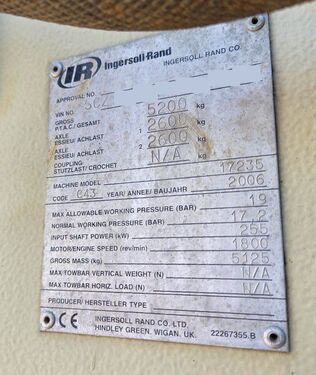 IR Ingersoll-Rand
INGERSOLL RAND CO.
APPROVAL NO.
VIN NO. SCZ
GROSS P.T.A.C./GESAMT 5200 kg
AXLE ESSIEU/ACHLAST 1 2600 kg
AXLE ESSIEU/ACHLAST 2 2600 kg
COUPLING STUTZLAST/CROCHET N/A kg
MACHINE MODEL 17235
CODE C43 YEAR/ANNEE/BAUJAHR 2006
MAX ALLOWABLE WORKING PRESSURE (BAR) 19
NORMAL WORKING PRESSURE (BAR) 17,2
INPUT SHAFT POWER (kW) 255
MOTOR/ENGINE SPEED (rev/min) 1800
GROSS MASS (kg) 5125
MAX TOWBAR VERTICAL WEIGHT (N) N/A
MAX TOWBAR HORIZ. LOAD (N) N/A
PRODUCER/HERSTELLER TYPE
CE INGERSOLL RAND CO. LTD.
HINDLEY GREEN, WIGAN. UK. 22267355.B